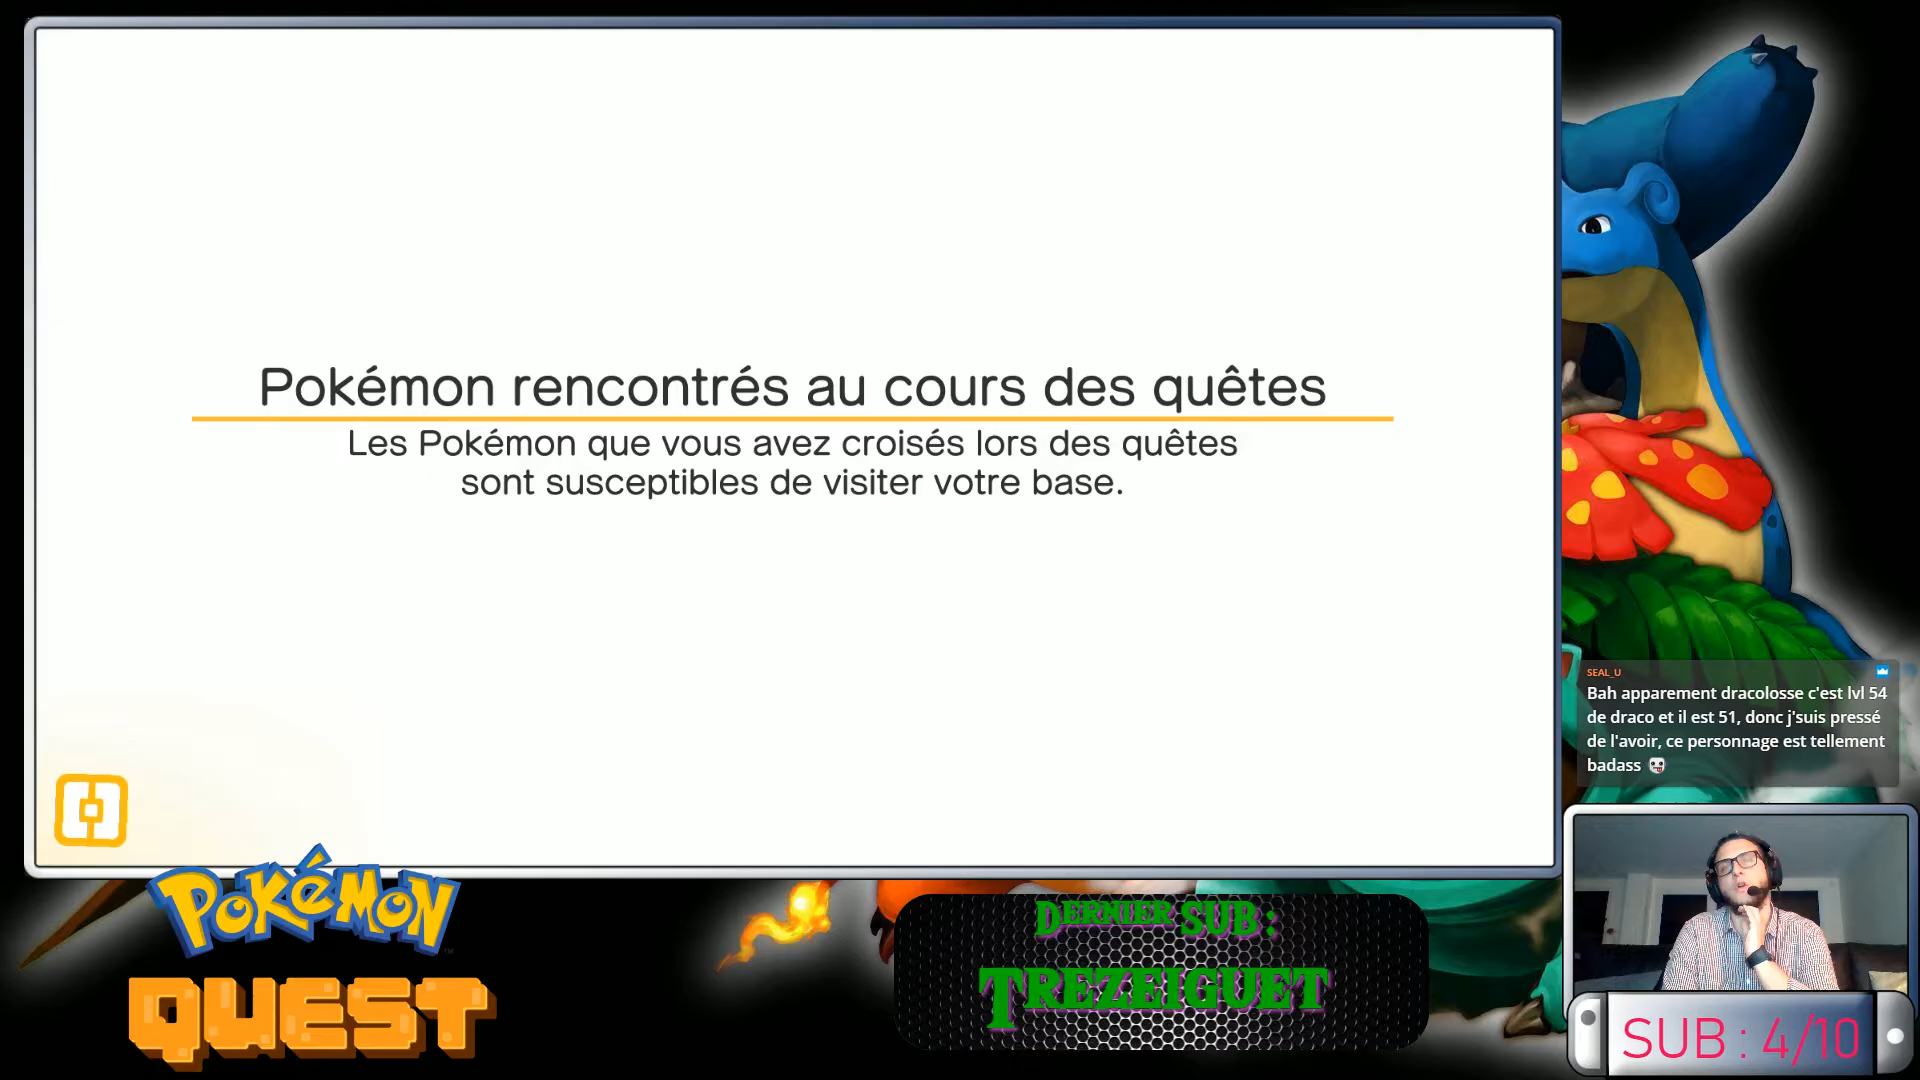 Pokémon rencontrés au cours des quêtes
Les Pokémon que vous avez croisés lors des quêtes
sont susceptibles de visiter votre base.
SEAL_U
Bah apparement dracolosse c'est lvl 54
de draco et il est 51, donc j'suis pressé
de l'avoir, ce personnage est tellement
badass
POKéMON
QUEST
DERNIER SUB :
TREZEIGUET
SUB : 4/10